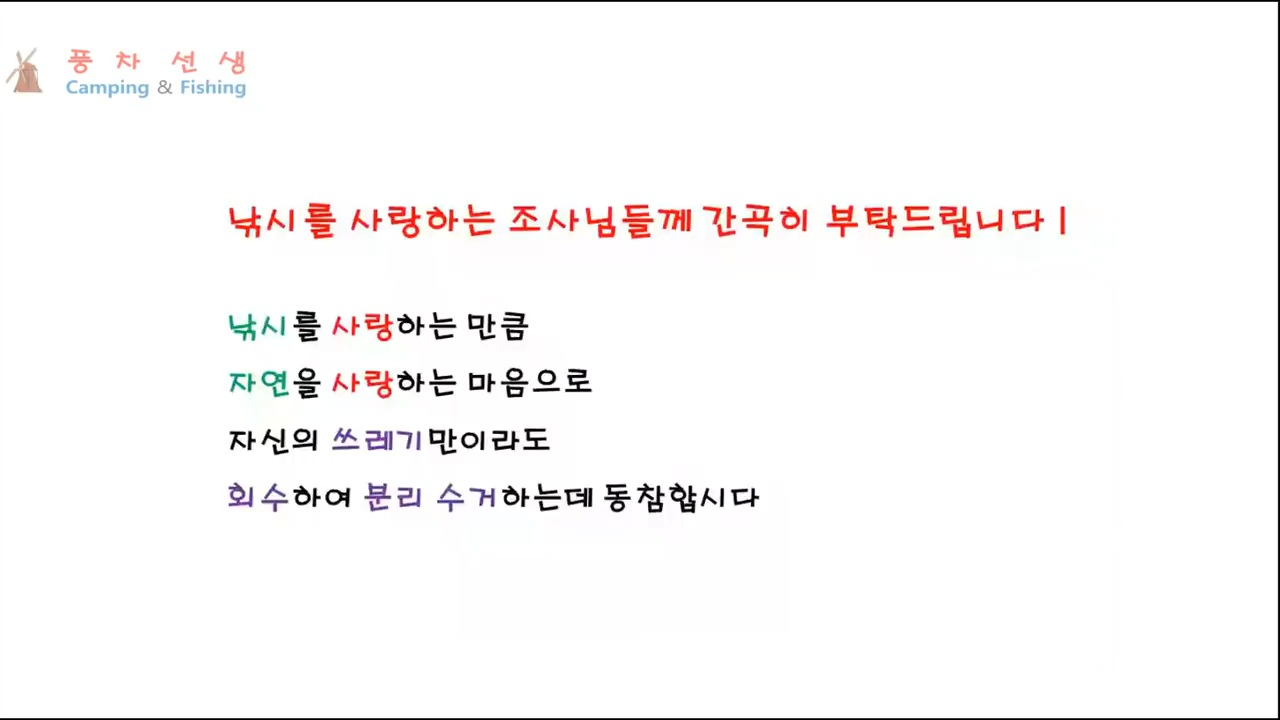 풍차 선생
Camping & Fishing
낚시를 사랑하는 조사님들께 간곡히 부탁드립니다 !
낚시를 사랑하는 만큼
자연을 사랑하는 마음으로
자신의 쓰레기만이라도
회수하여 분리 수거하는데 동참합시다